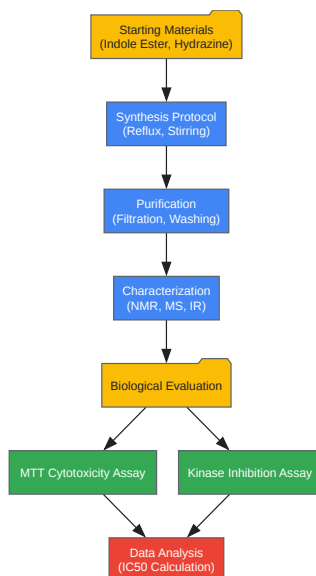 Starting Materials
(Indole Ester, Hydrazine)
Synthesis Protocol
(Reflux, Stirring)
Purification
(Filtration, Washing)
Characterization
(NMR, MS, IR)
Biological Evaluation
MTT Cytotoxicity Assay
Kinase Inhibition Assay
Data Analysis
(IC50 Calculation)